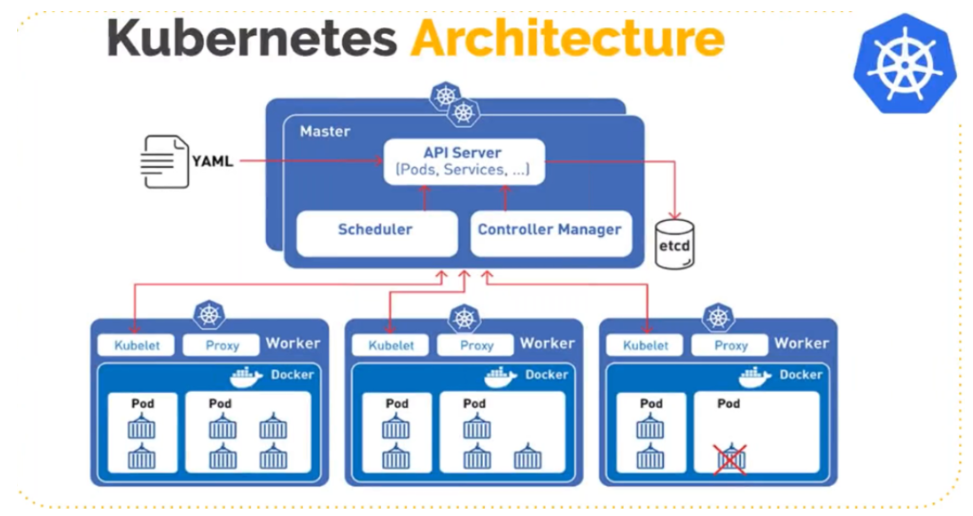 Kubernetes Architecture
Master
YAML
API Server
(Pods, Services, ...)
Scheduler
Controller Manager
etcd
Kubelet
Proxy
Worker
Docker
Pod
Pod
Kubelet
Proxy
Worker
Docker
Pod
Pod
Kubelet
Proxy
Worker
Docker
Pod
Pod